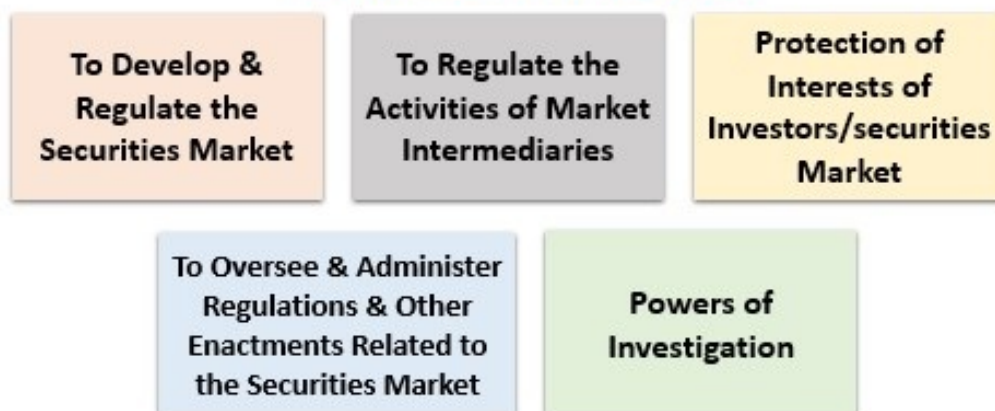 To Develop &
Regulate the
Securities Market
To Regulate the
Activities of Market
Intermediaries
Protection of
Interests of
Investors/securities
Market
To Oversee & Administer
Regulations & Other
Enactments Related to
the Securities Market
Powers of
Investigation